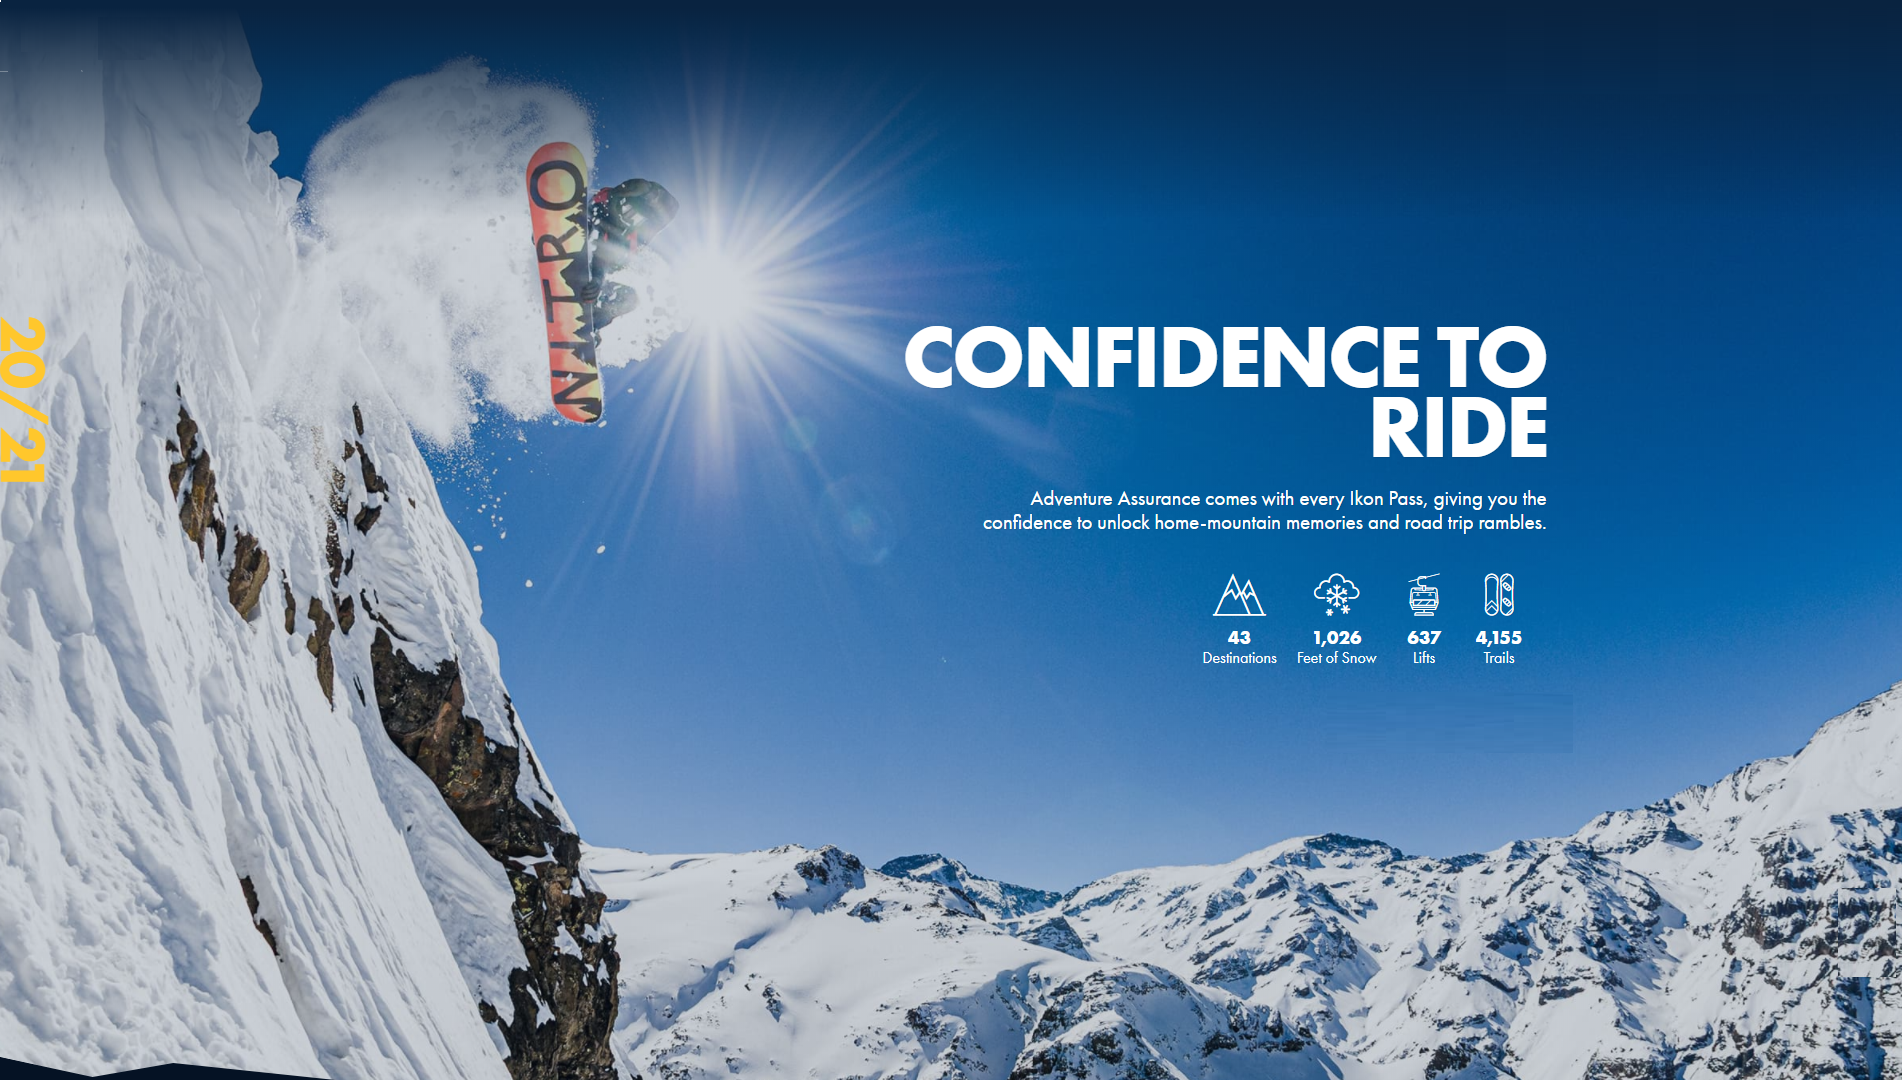 NITRO
20/21
CONFIDENCE TO
RIDE
Adventure Assurance comes with every Ikon Pass, giving you the
confidence to unlock home-mountain memories and road trip rambles.
43
Destinations
1,026
Feet of Snow
637
Lifts
4,155
Trails